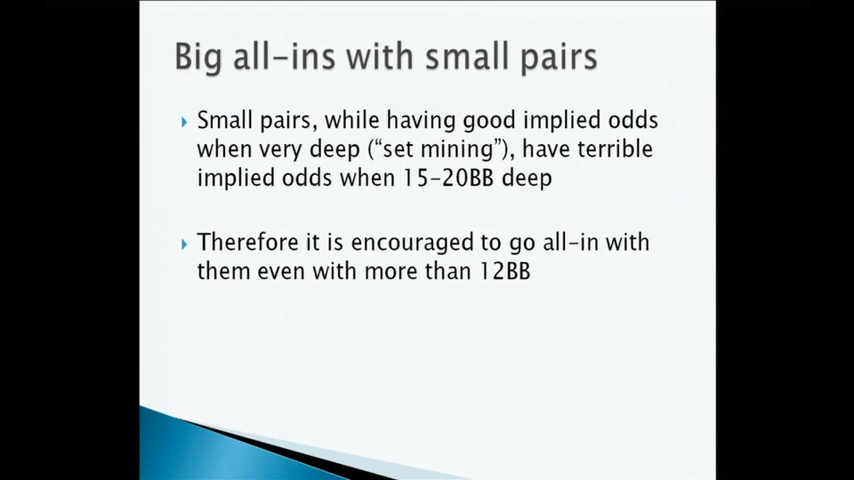 Big all-ins with small pairs
Small pairs, while having good implied odds
when very deep (“set mining”), have terrible
implied odds when 15-20BB deep
Therefore it is encouraged to go all-in with
them even with more than 12BB